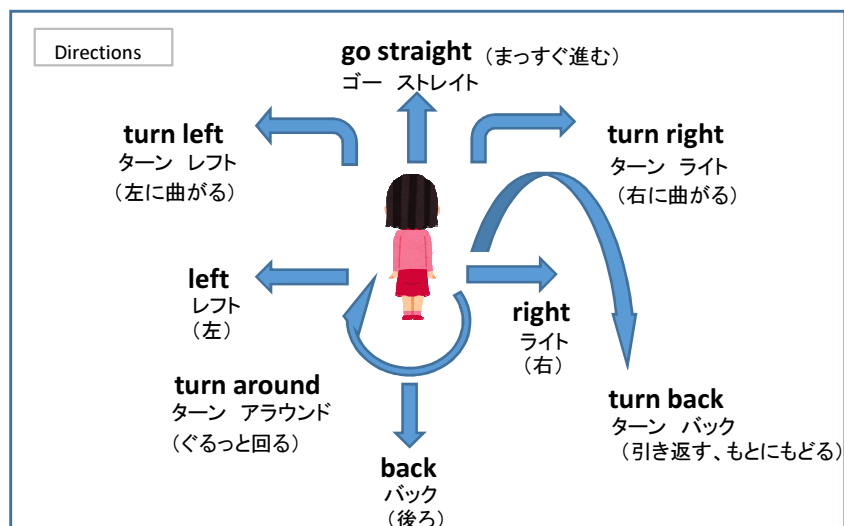 Directions
go straight (まっすぐ進む)
ゴー ストレイト
turn left
ターン レフト
(左に曲がる)
turn right
ターン ライト
(右に曲がる)
left
レフト
(左)
right
ライト
(右)
turn around
ターン アラウンド
(ぐるっと回る)
turn back
ターン バック
(引き返す、もとにもどる)
back
バック
(後ろ)